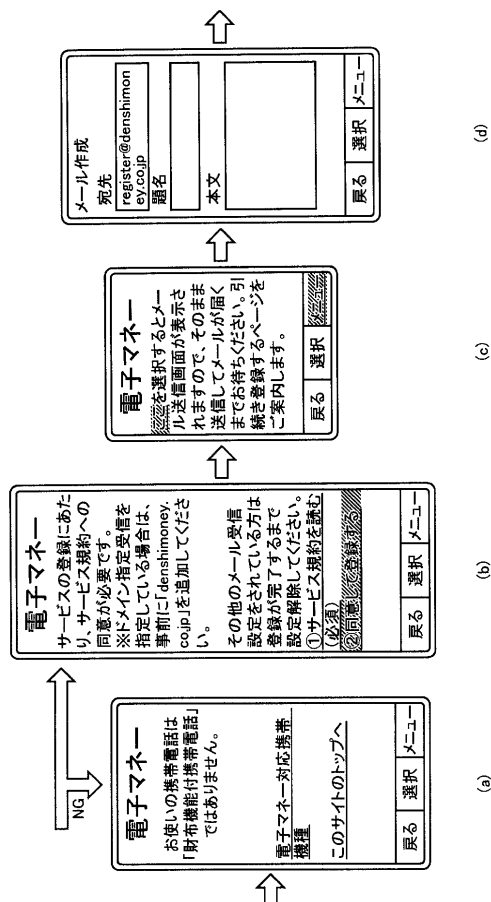 NG
電子マネー
お使いの携帯電話は
「財布機能付携帯電話」
ではありません。
電子マネー対応携帯
機種
このサイトのトップへ
戻る 選択 メニュー
(a)
電子マネー
サービスの登録にあた
り、サービス規約への
同意が必要です。
※ドメイン指定受信を
指定している場合は、
事前に「denshimoney.
co.jp」を追加してくださ
い。
その他のメール受信
設定をされている方は
登録が完了するまで
設定解除してください。
①サービス規約を読む
(必須)
②同意して登録する
戻る 選択 メニュー
(b)
電子マネー
を選択するとメー
ル送信画面が表示さ
れますので、そのまま
送信してメールが届く
までお待ちください。引
続き登録するページを
ご案内します。
戻る 選択 メニュー
(c)
メール作成
宛先
register@denshimon
ey.co.jp
題名
本文
戻る 選択 メニュー
(d)